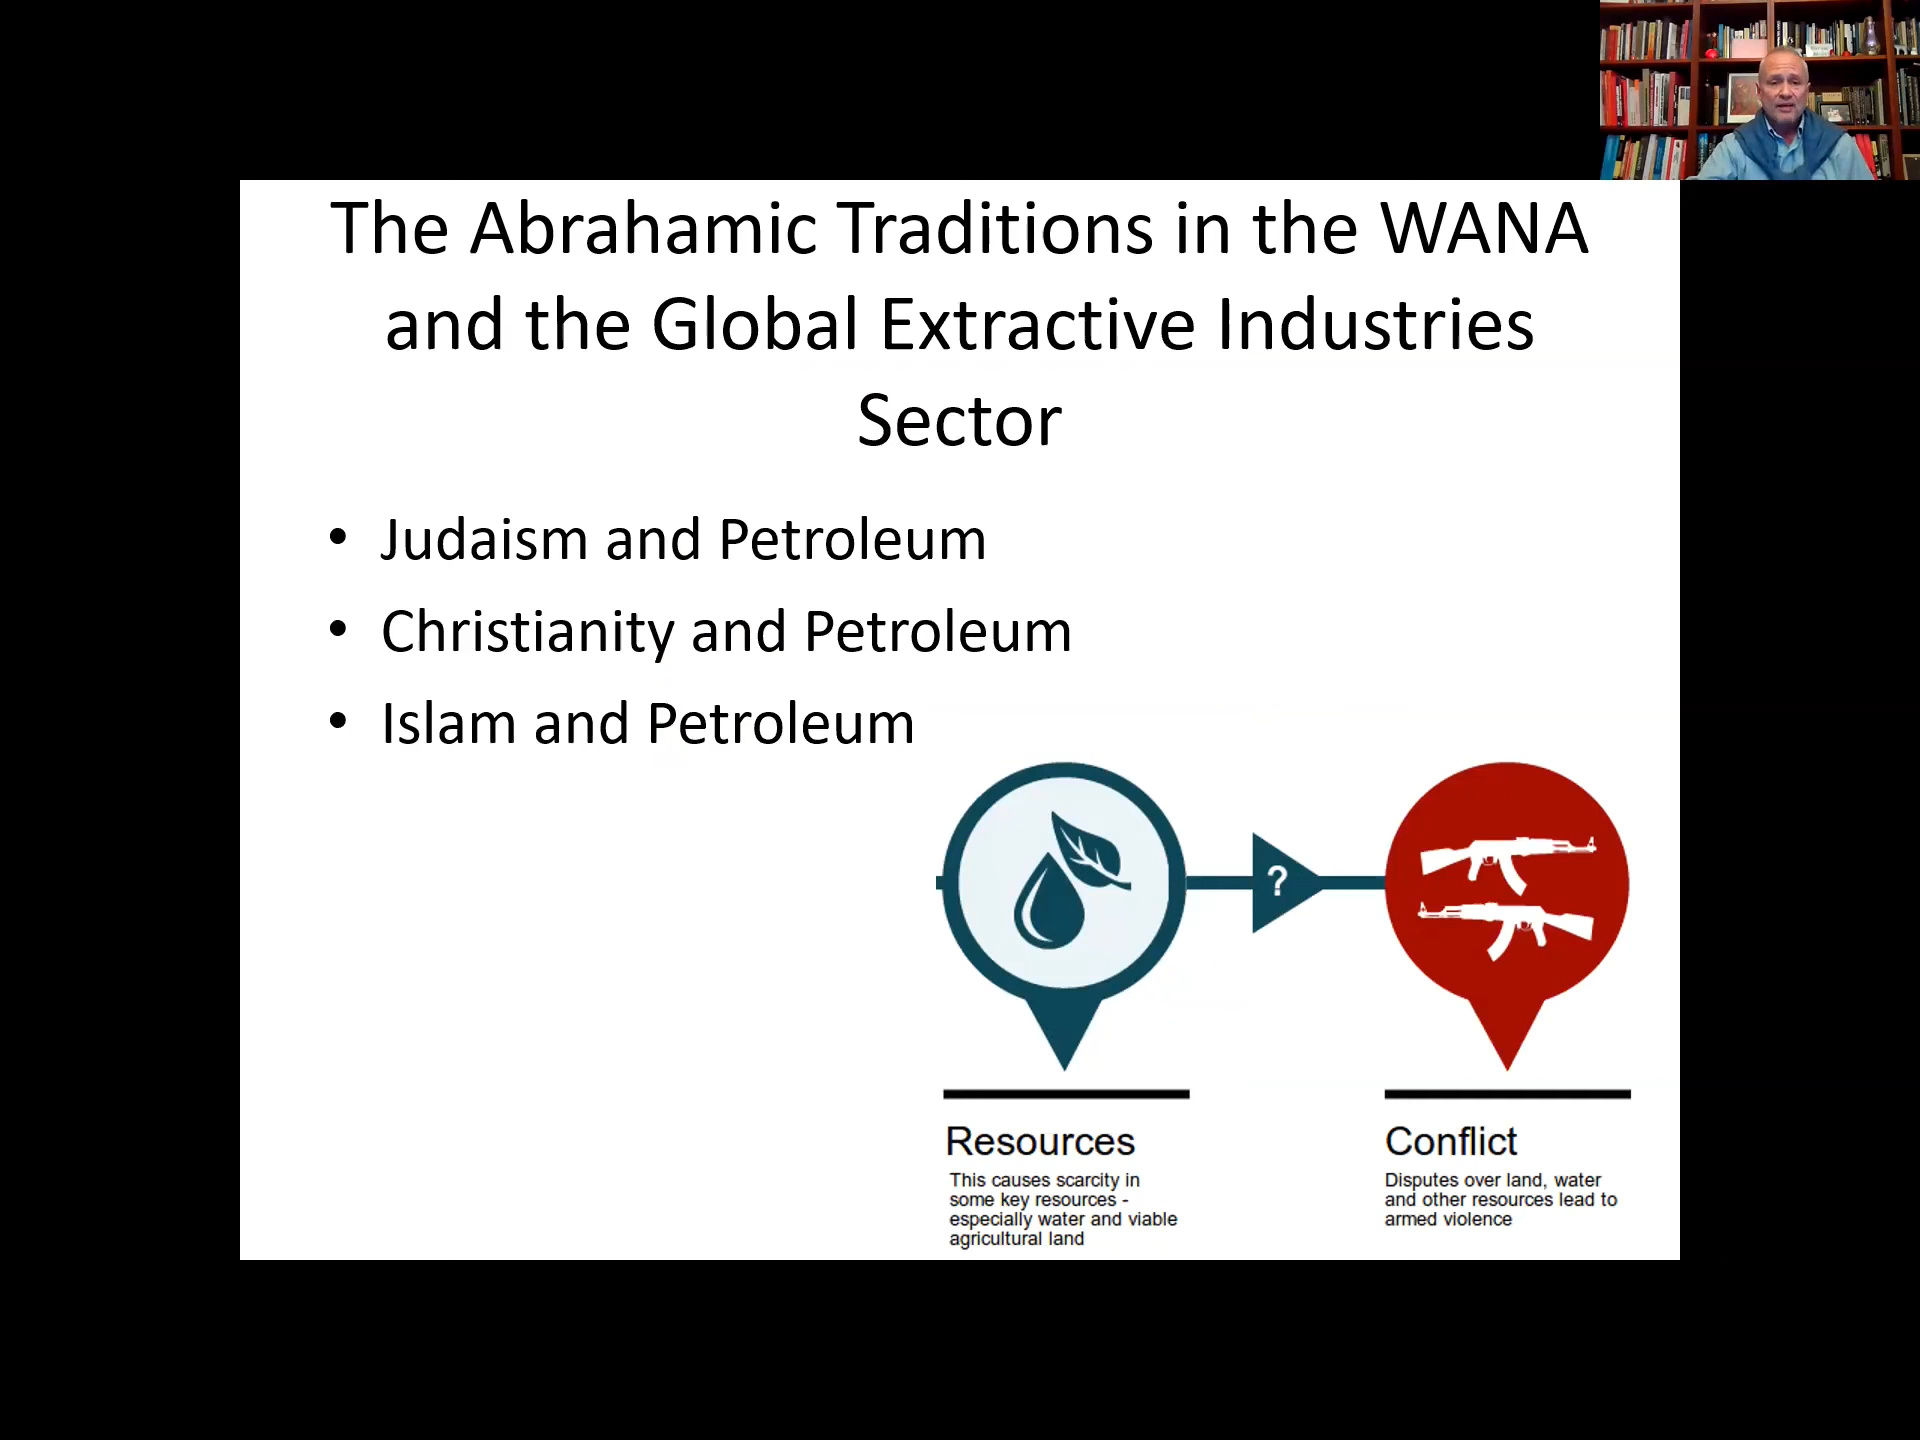 The Abrahamic Traditions in the WANA
and the Global Extractive Industries
Sector
• Judaism and Petroleum
• Christianity and Petroleum
• Islam and Petroleum
?
Resources
This causes scarcity in
some key resources -
especially water and viable
agricultural land
Conflict
Disputes over land, water
and other resources lead to
armed violence